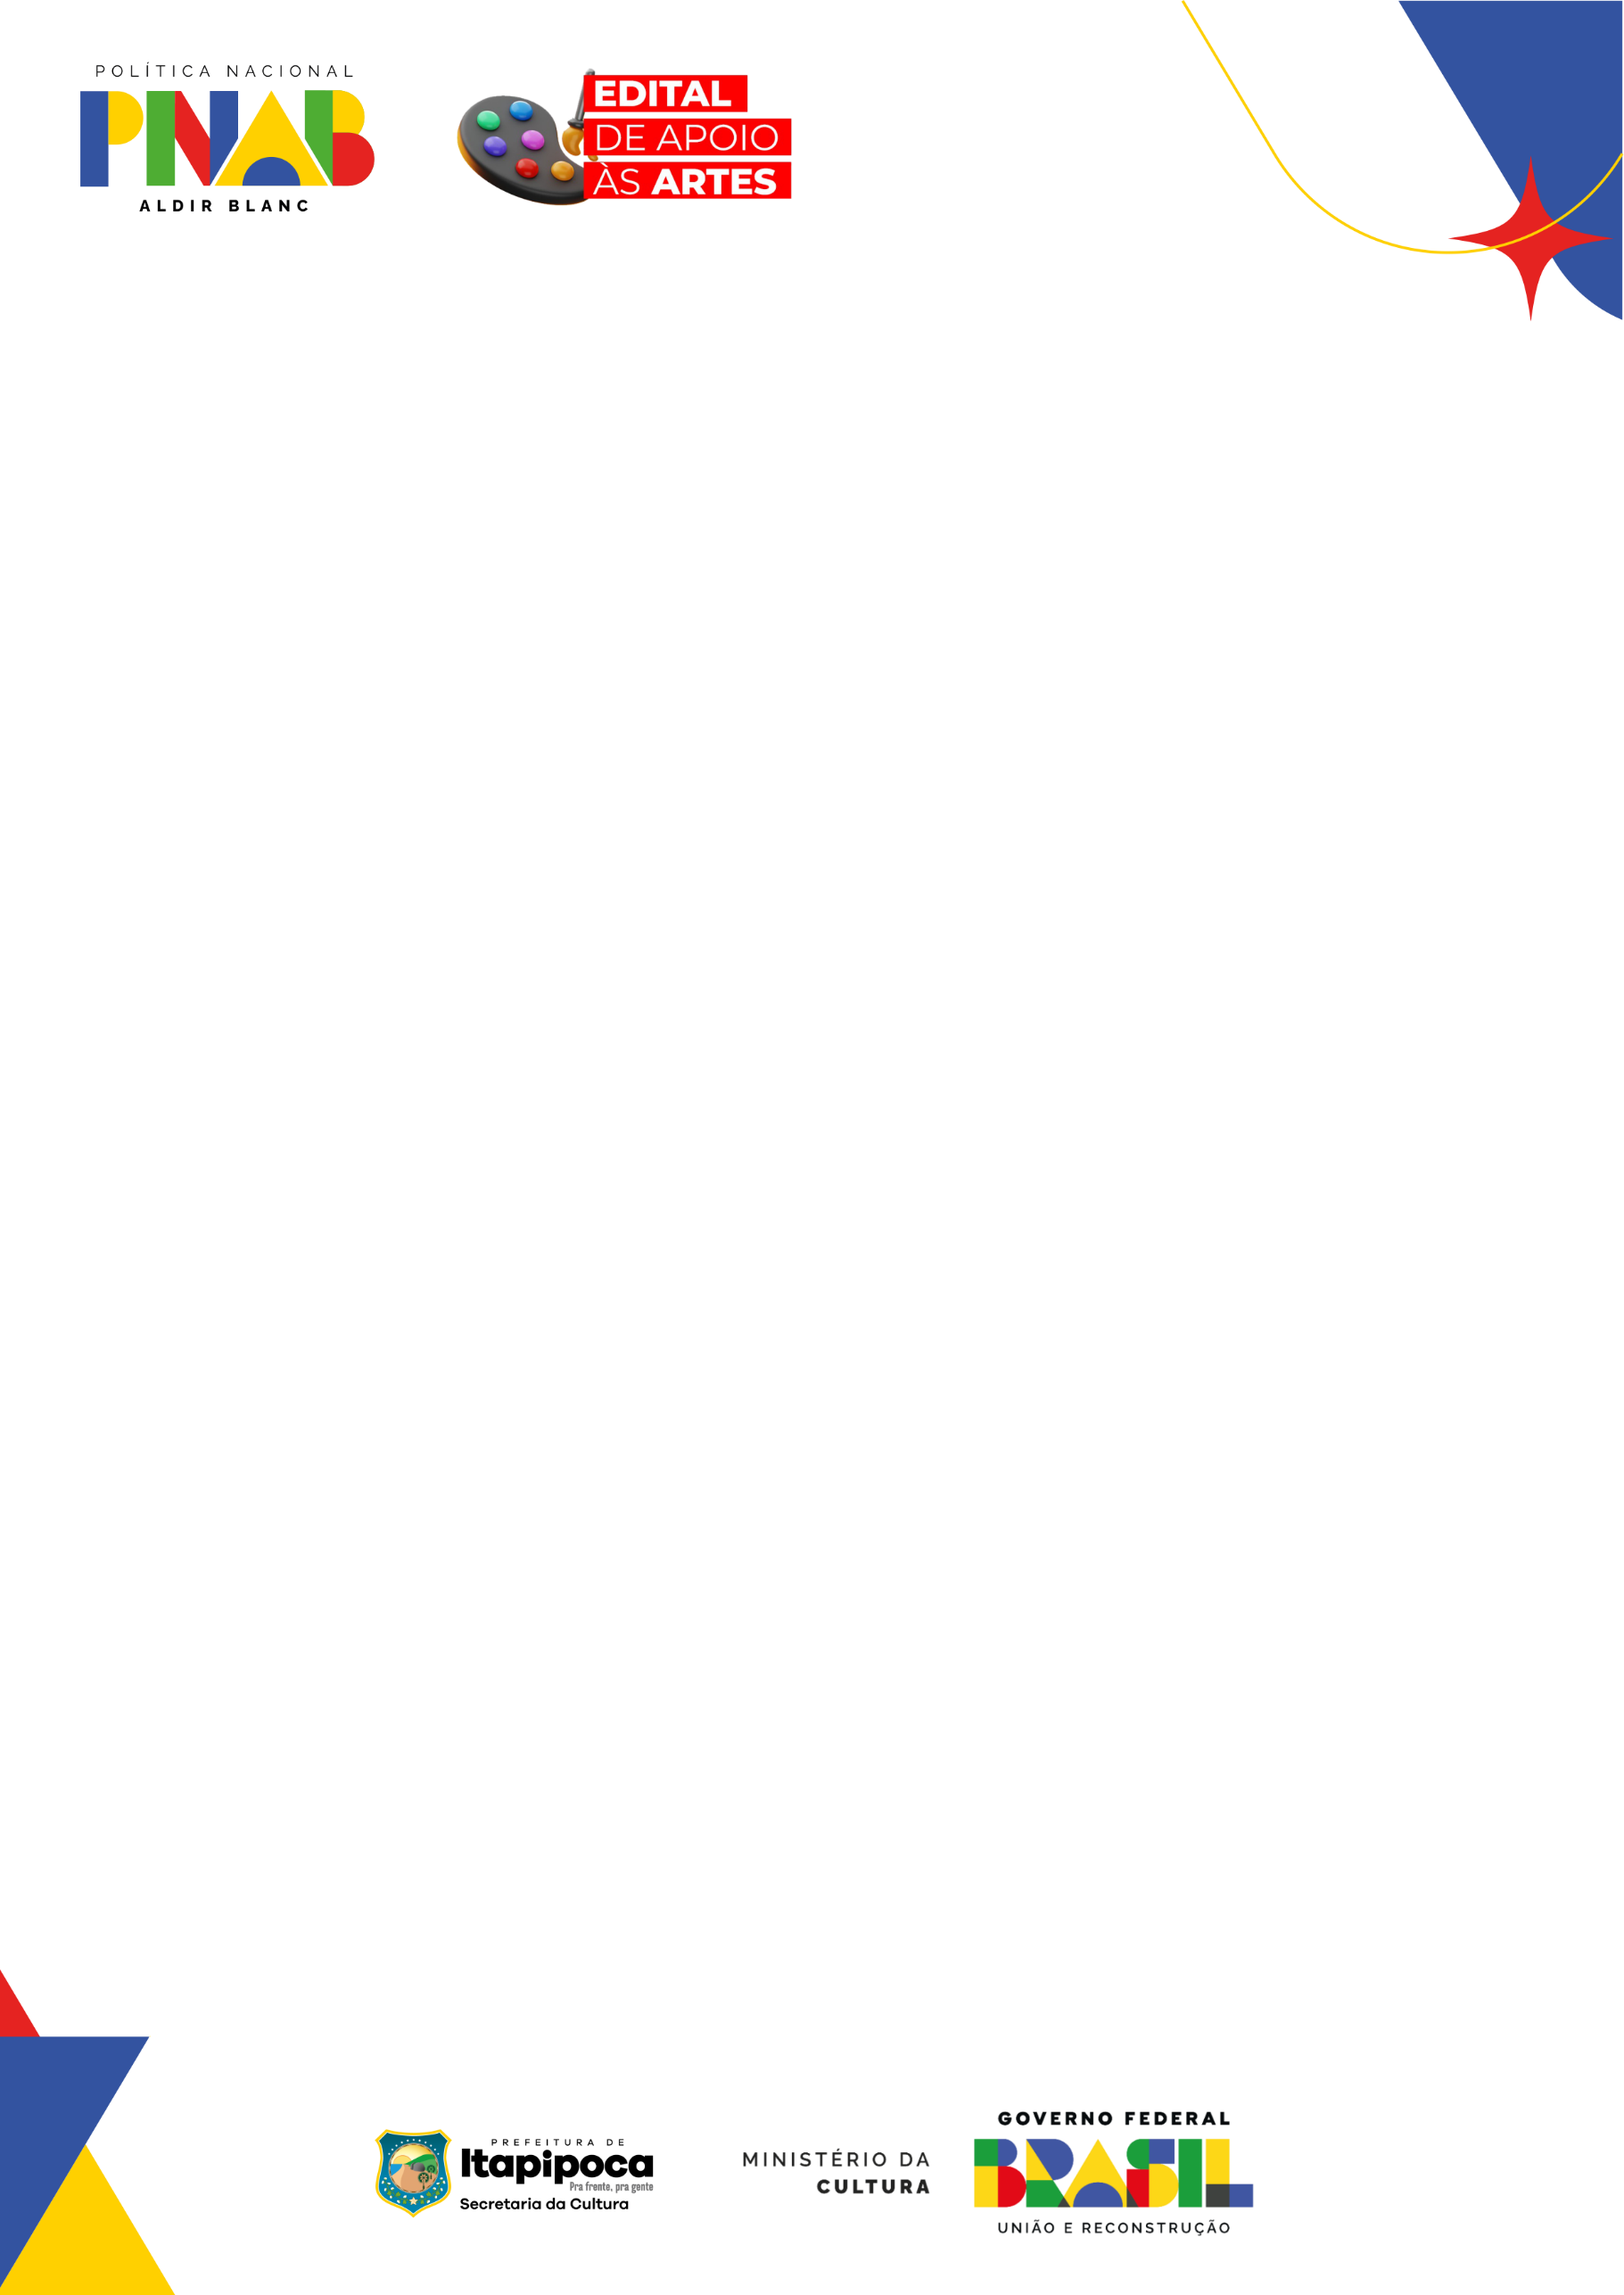 POLÍTICA NACIONAL
PNAB
ALDIR BLANC
EDITAL
DE APOIO
ÀS ARTES
PREFEITURA DE
Itapipoca
Pra frente, pra gente
Secretaria da Cultura
MINISTÉRIO DA
CULTURA
GOVERNO FEDERAL
BRASIL
UNIÃO E RECONSTRUÇÃO